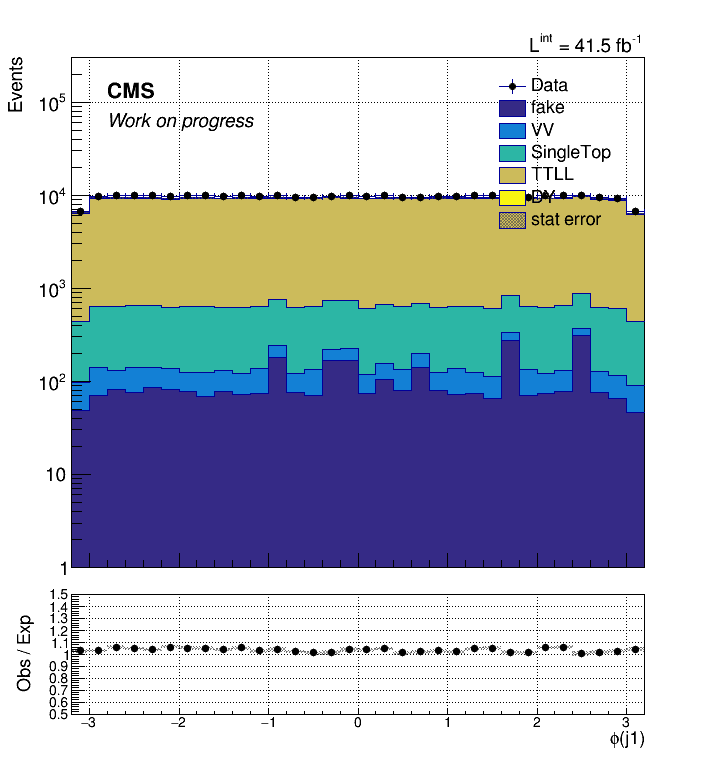 L^int = 41.5 fb^-1
Events
CMS
Work on progress
Data
fake
VV
SingleTop
TTLL
DY
stat error
10^5
10^4
10^3
10^2
10
1
Obs / Exp
1.5
1.4
1.3
1.2
1.1
1
0.9
0.8
0.7
0.6
0.5
−3 −2 −1 0 1 2 3
ϕ(j1)